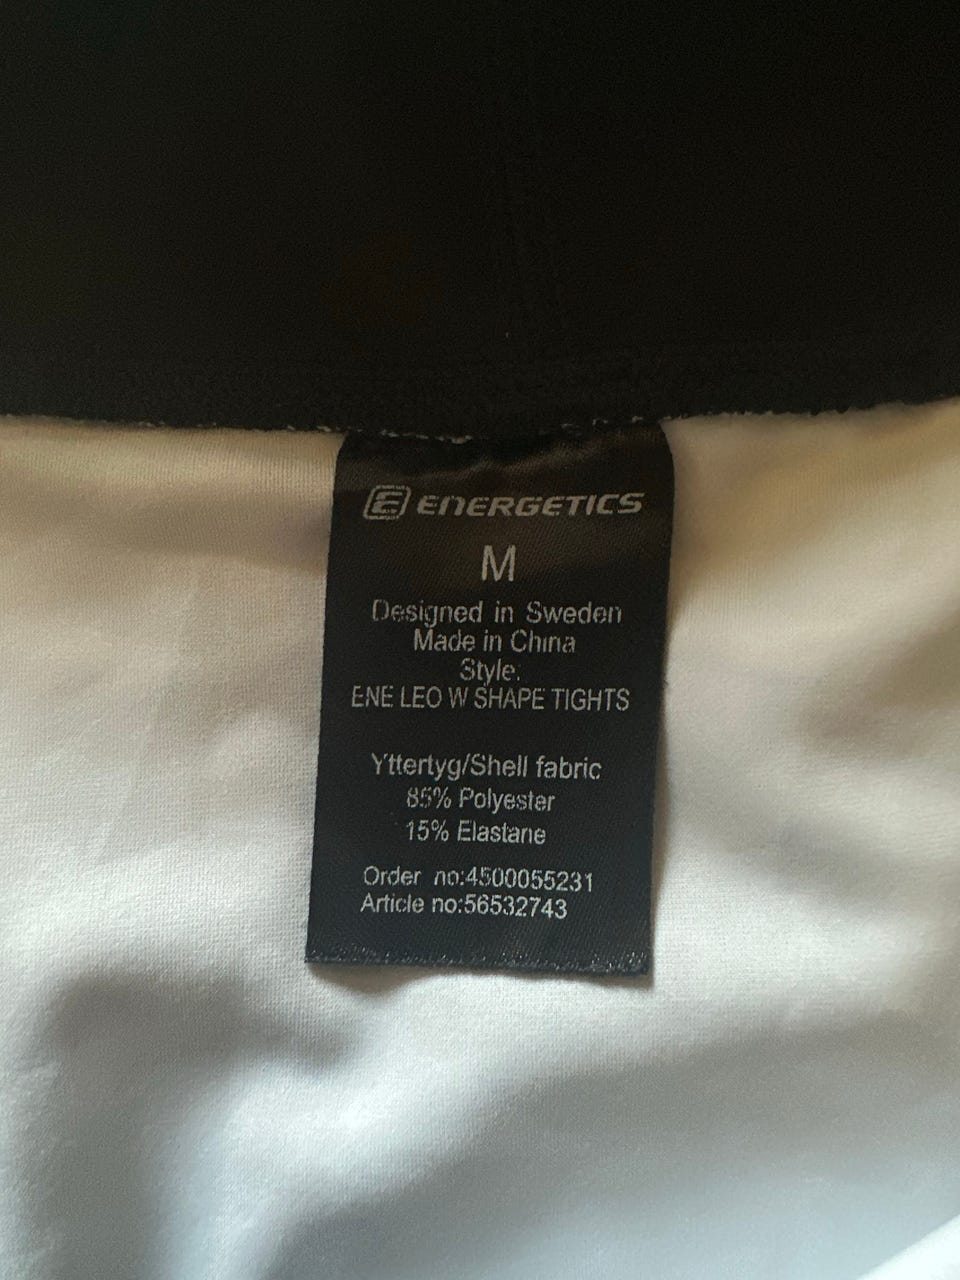 ENERGETICS
M
Designed in Sweden
Made in China
Style:
ENE LEO W SHAPE TIGHTS
Yttertyg/Shell fabric
85% Polyester
15% Elastane
Order no:4500055231
Article no:56532743